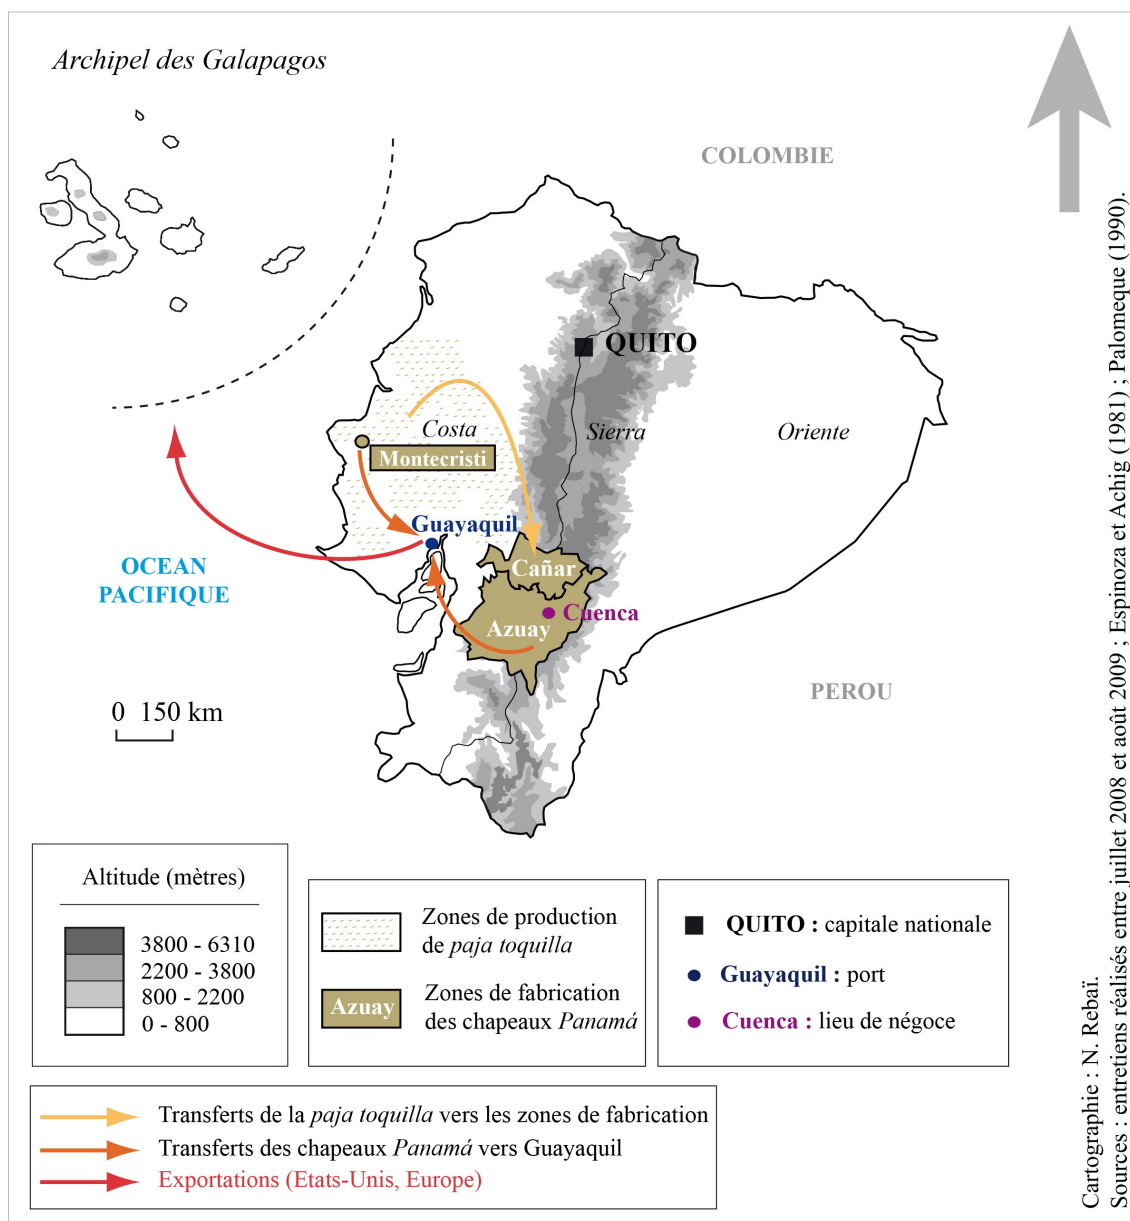 Archipel des Galapagos
COLOMBIE
QUITO
Costa
Sierra
Oriente
Montecristi
Guayaquil
OCEAN
PACIFIQUE
Cañar
Cuenca
Azuay
PEROU
0 150 km
Altitude (mètres)
3800 - 6310
2200 - 3800
800 - 2200
0 - 800
Zones de production
de paja toquilla
Azuay
Zones de fabrication
des chapeaux Panamá
QUITO : capitale nationale
Guayaquil : port
Cuenca : lieu de négoce
Transferts de la paja toquilla vers les zones de fabrication
Transferts des chapeaux Panamá vers Guayaquil
Exportations (Etats-Unis, Europe)
Cartographie : N. Rebaï.
Sources : entretiens réalisés entre juillet 2008 et août 2009 ; Espinoza et Achig (1981) ; Palomeque (1990).